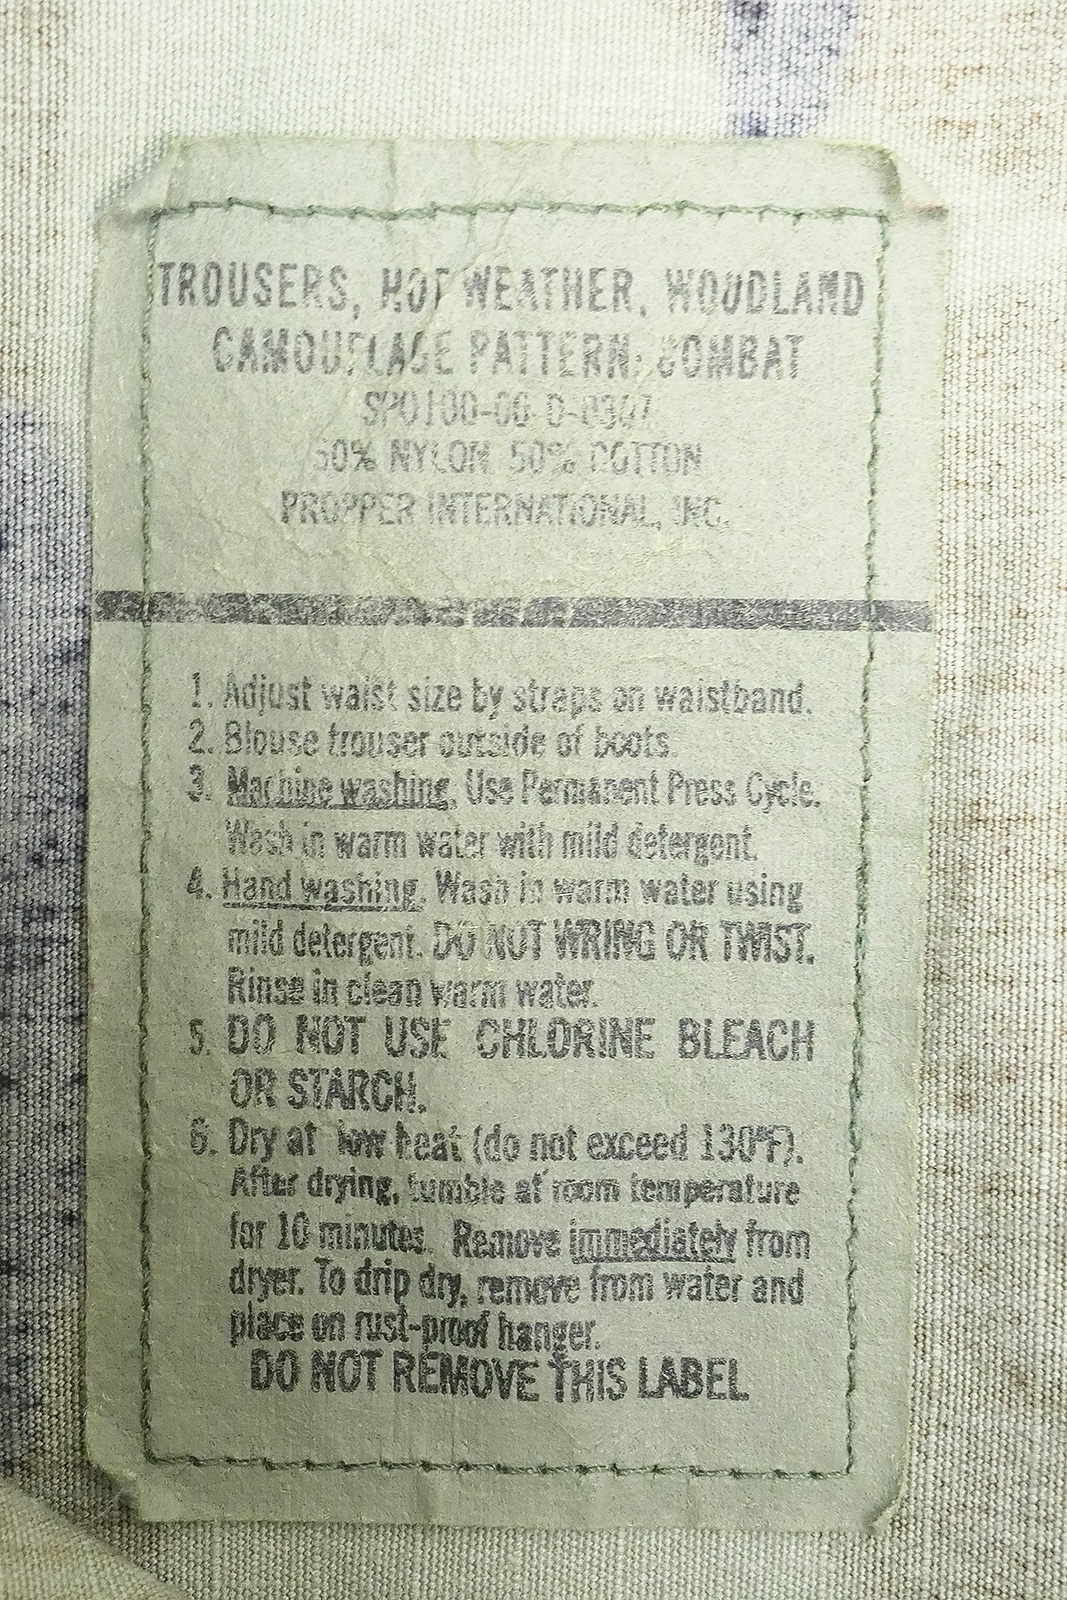 TROUSERS, HOT WEATHER, WOODLAND
CAMOUFLAGE PATTERN: COMBAT
SPO100-00-D-0307
50% NYLON 50% COTTON
PROPPER INTERNATIONAL, INC.
1. Adjust waist size by straps on waistband.
2. Blouse trouser outside of boots.
3. Machine washing. Use Permanent Press Cycle.
Wash in warm water with mild detergent.
4. Hand washing. Wash in warm water using
mild detergent. DO NOT WRING OR TWIST.
Rinse in clean warm water.
5. DO NOT USE CHLORINE BLEACH
OR STARCH.
6. Dry at low heat (do not exceed 130°F).
After drying, tumble at room temperature
for 10 minutes. Remove immediately from
dryer. To drip dry, remove from water and
place on rust-proof hanger.
DO NOT REMOVE THIS LABEL